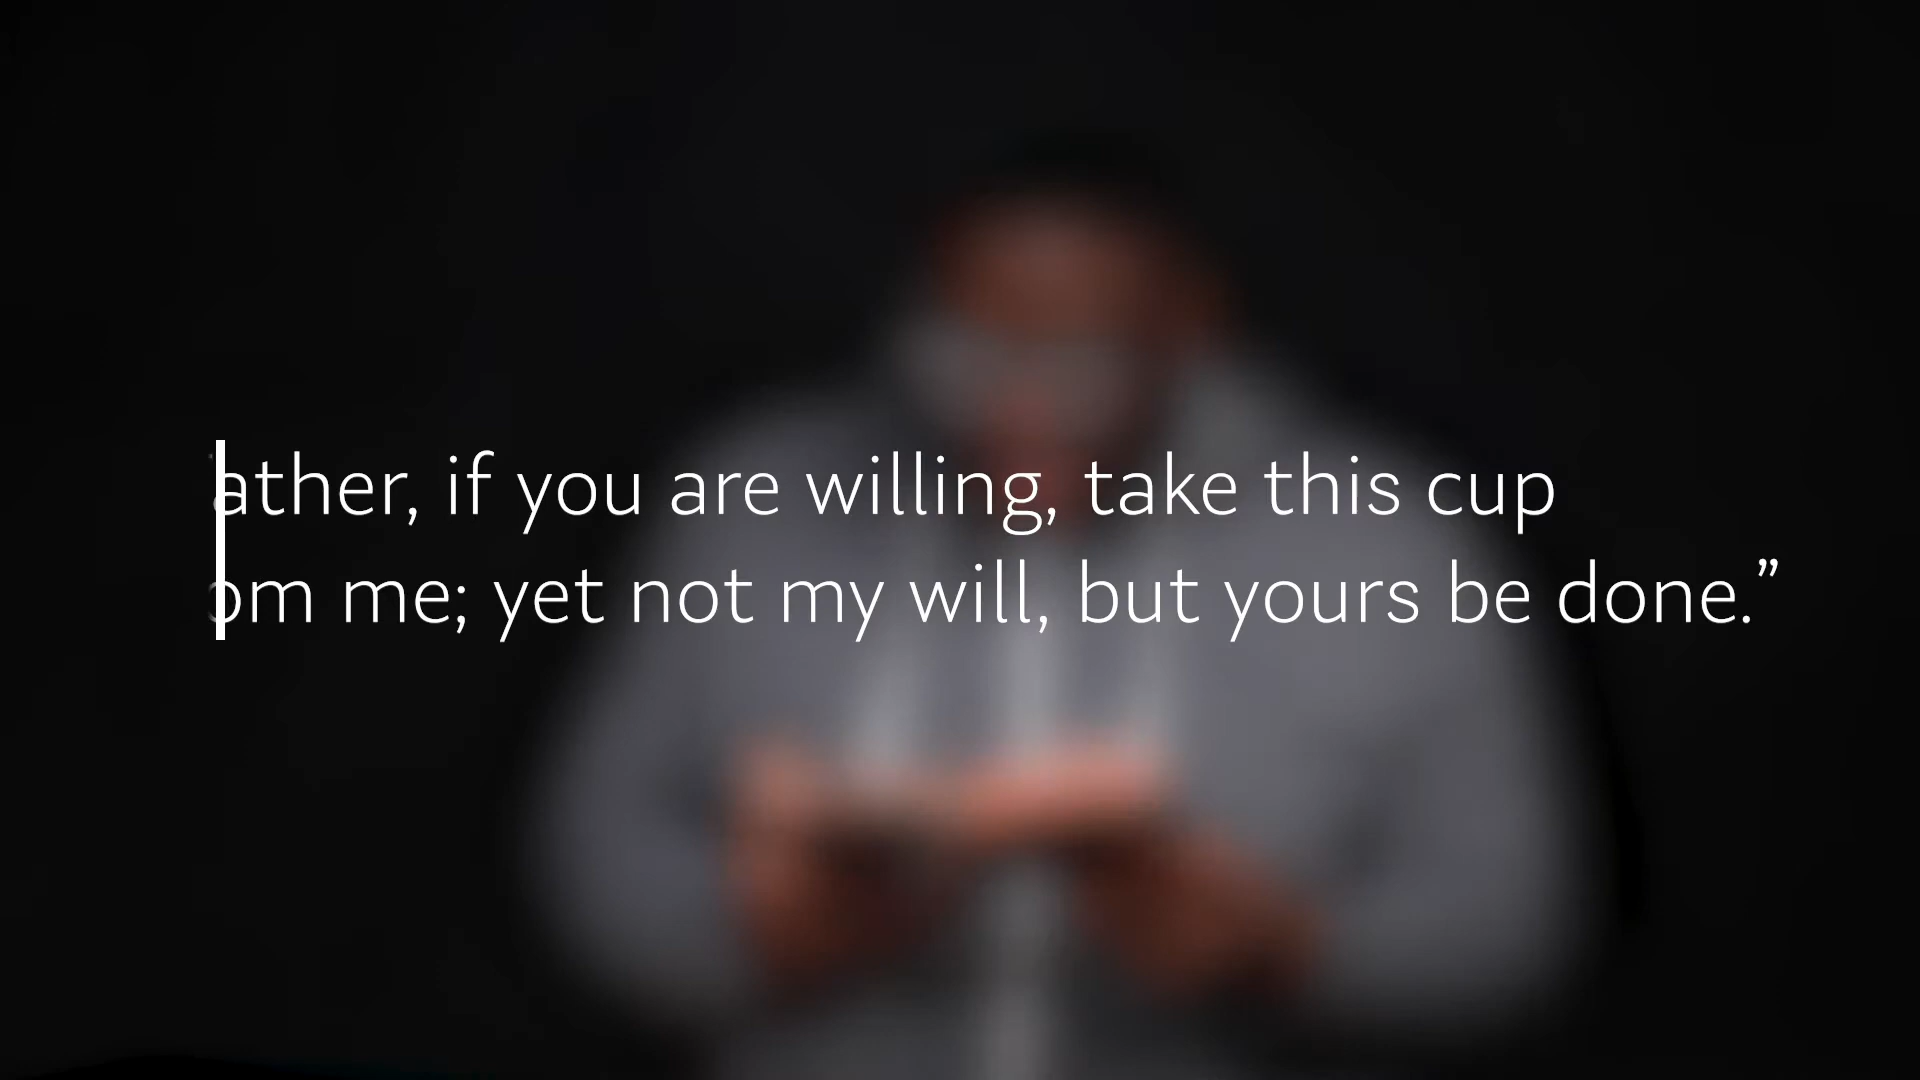 ather, if you are willing, take this cup
om me; yet not my will, but yours be done.”